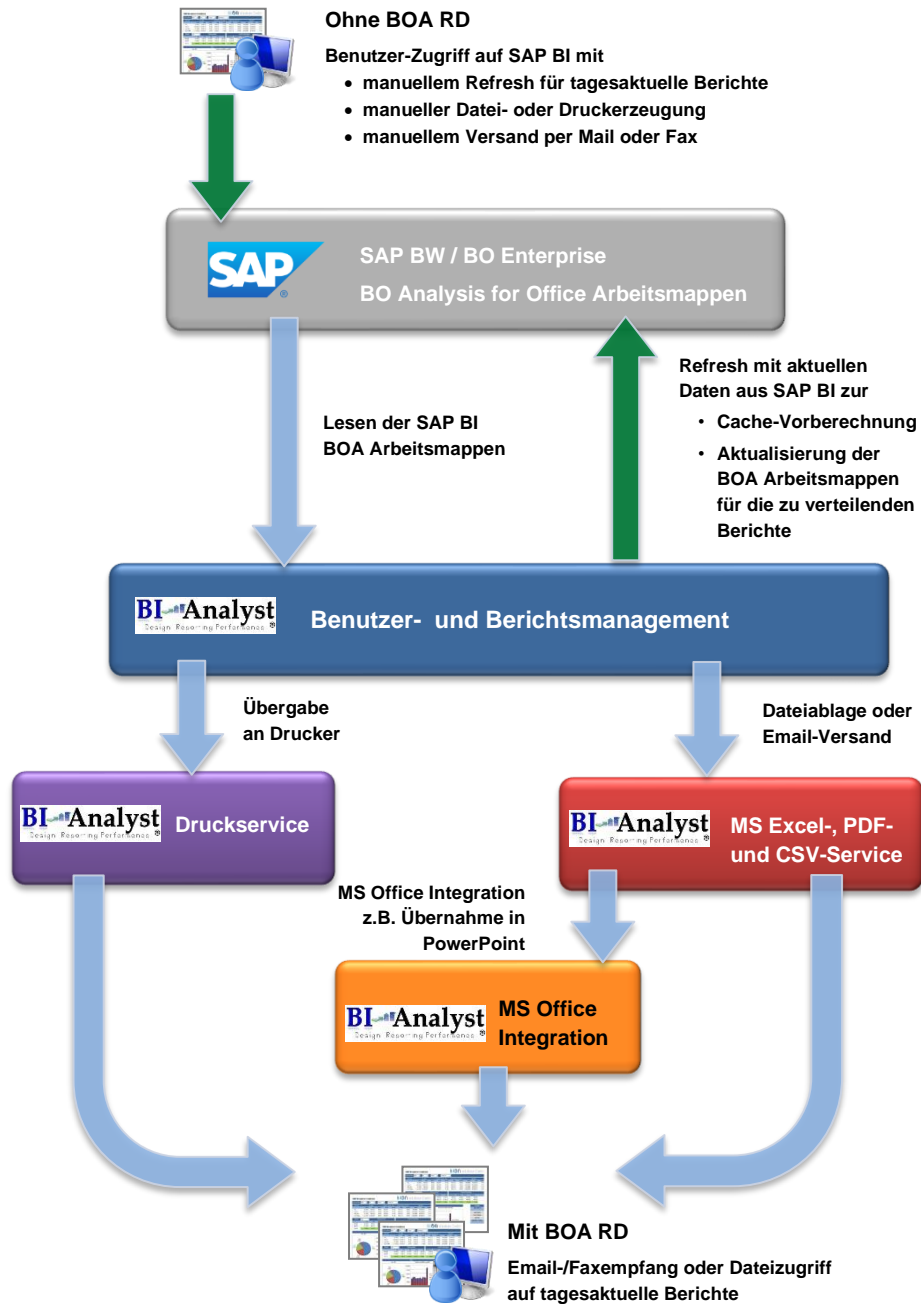 Ohne BOA RD
Benutzer-Zugriff auf SAP BI mit
• manuellem Refresh für tagesaktuelle Berichte
• manueller Datei- oder Druckerzeugung
• manuellem Versand per Mail oder Fax
SAP ®
SAP BW / BO Enterprise
BO Analysis for Office Arbeitsmappen
Lesen der SAP BI
BOA Arbeitsmappen
Refresh mit aktuellen
Daten aus SAP BI zur
• Cache-Vorberechnung
• Aktualisierung der
BOA Arbeitsmappen
für die zu verteilenden
Berichte
BI Analyst ®
Design Reporting Performance
Benutzer- und Berichtsmanagement
Übergabe
an Drucker
Dateiablage oder
Email-Versand
BI Analyst ®
Design Reporting Performance
Druckservice
BI Analyst ®
Design Reporting Performance
MS Excel-, PDF-
und CSV-Service
MS Office Integration
z.B. Übernahme in
PowerPoint
BI Analyst ®
Design Reporting Performance
MS Office
Integration
Mit BOA RD
Email-/Faxempfang oder Dateizugriff
auf tagesaktuelle Berichte